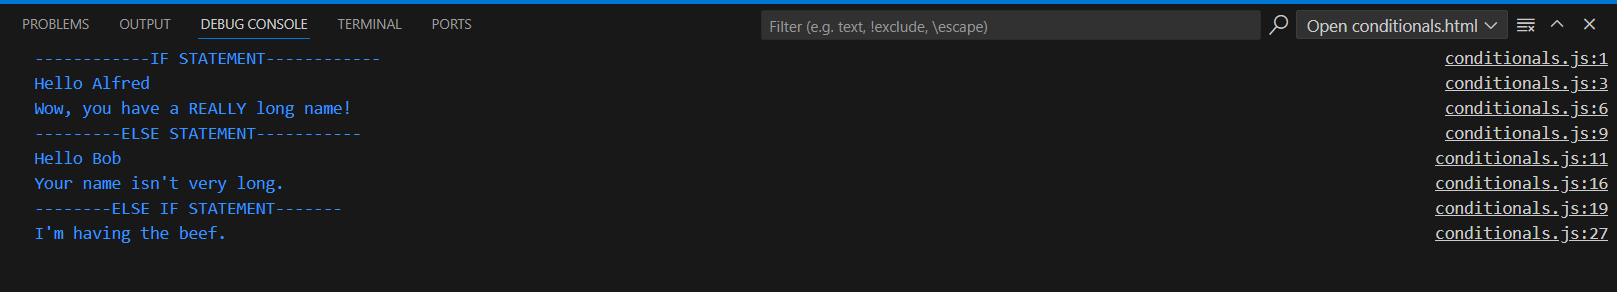 PROBLEMS OUTPUT DEBUG CONSOLE TERMINAL PORTS Filter (e.g. text, !exclude, \escape) Open conditionals.html
------------IF STATEMENT------------ conditionals.js:1
Hello Alfred conditionals.js:3
Wow, you have a REALLY long name! conditionals.js:6
---------ELSE STATEMENT----------- conditionals.js:9
Hello Bob conditionals.js:11
Your name isn't very long. conditionals.js:16
--------ELSE IF STATEMENT------- conditionals.js:19
I'm having the beef. conditionals.js:27